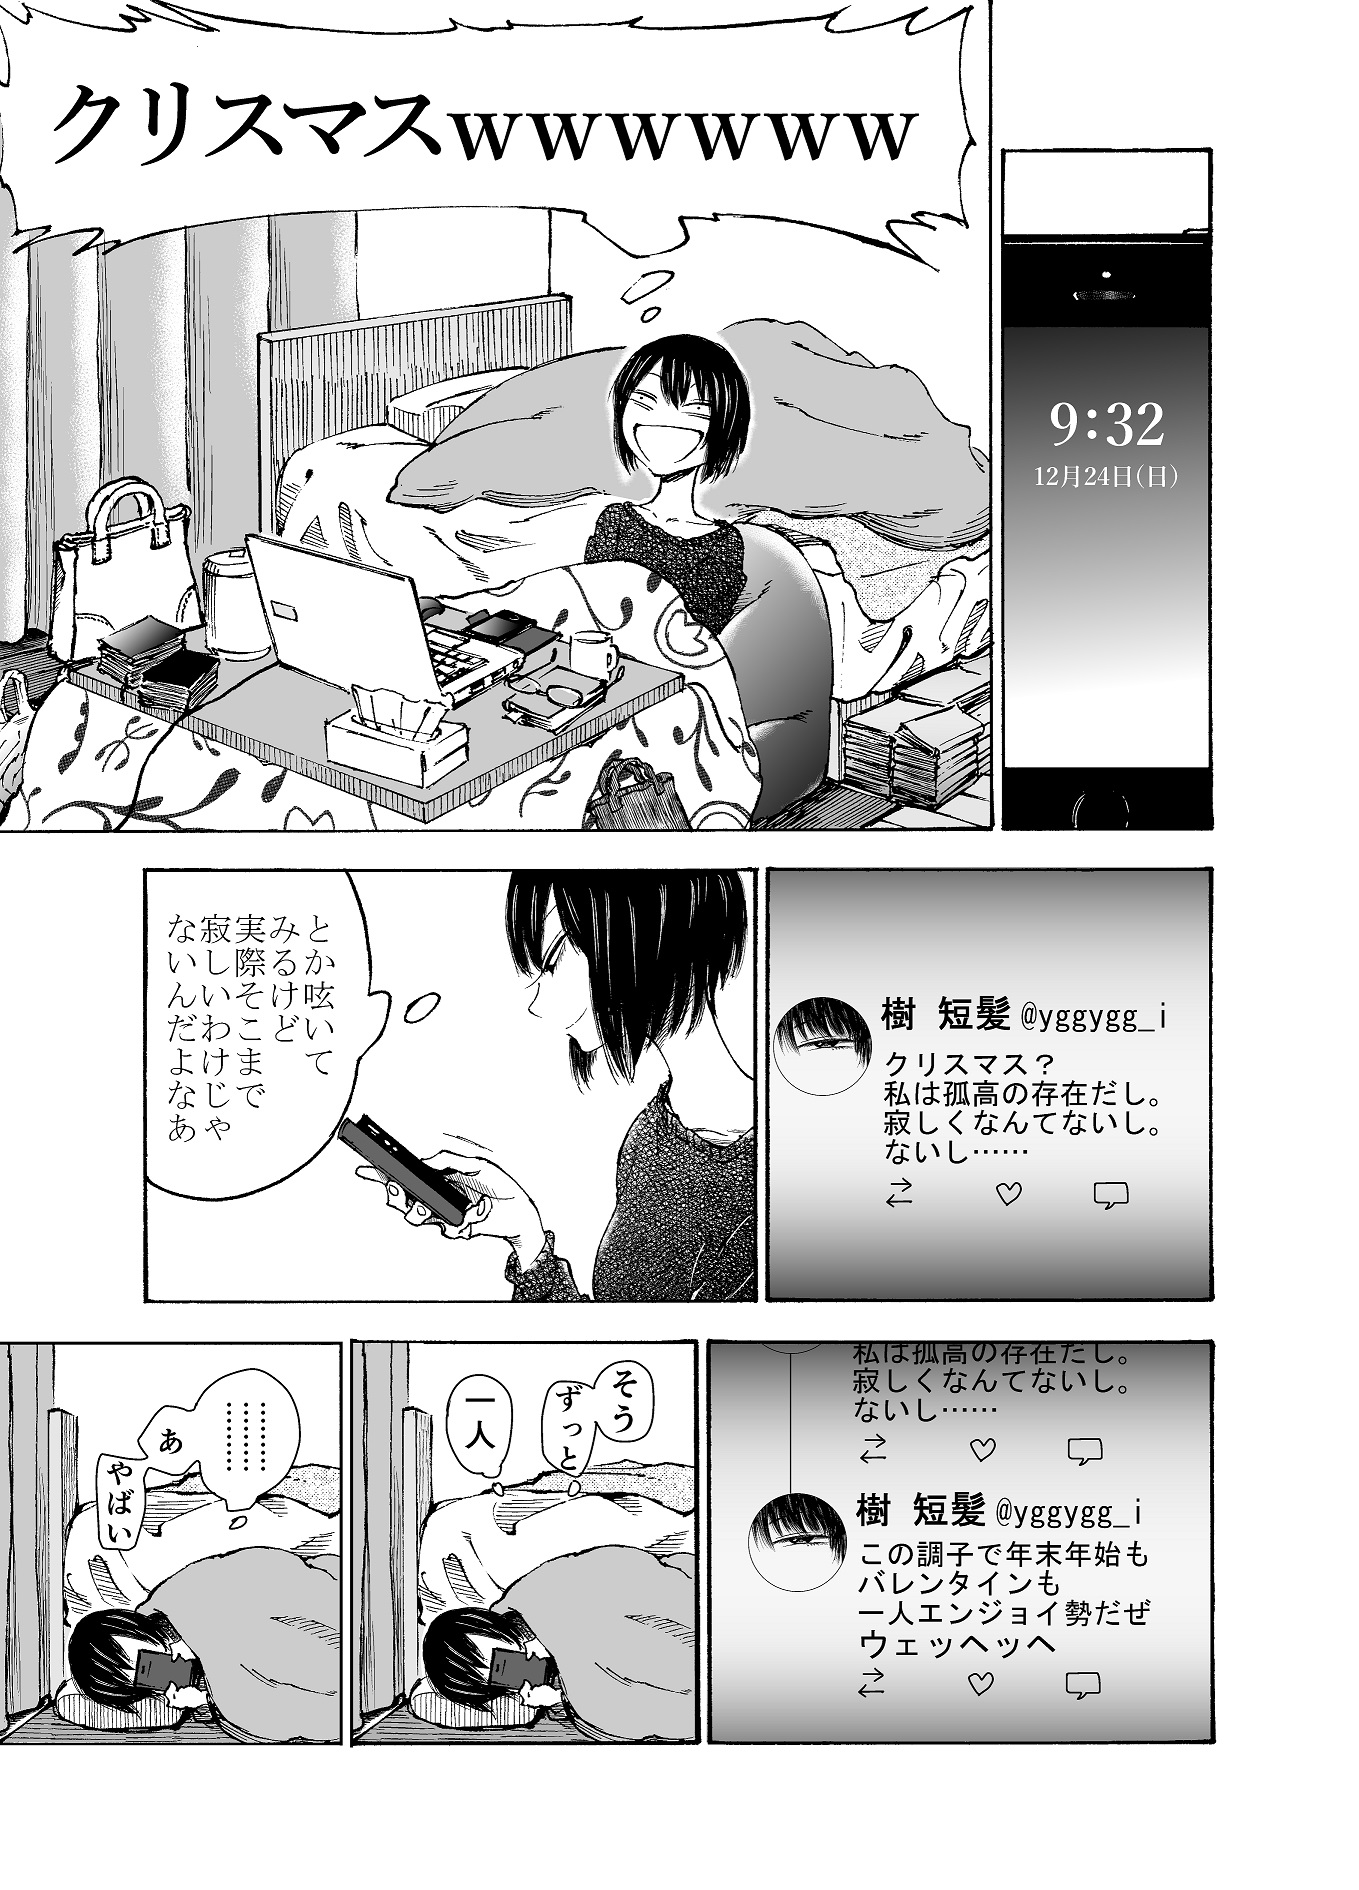 9:32
12月24日(日)
クリスマスwwwwww
樹 短髪 @yggygg_i
クリスマス？
私は孤高の存在だし。
寂しくなんてないし。
ないし……
とか呟いて
みるけど
実際そこまで
寂しいわけじゃ
ないんだよなあ
私は孤高の存在だし。
寂しくなんてないし。
ないし……
樹 短髪 @yggygg_i
この調子で年末年始も
バレンタインも
一人エンジョイ勢だぜ
ウェッヘッヘ
そう
ずっと
一人
………
………
………
あ
やばい